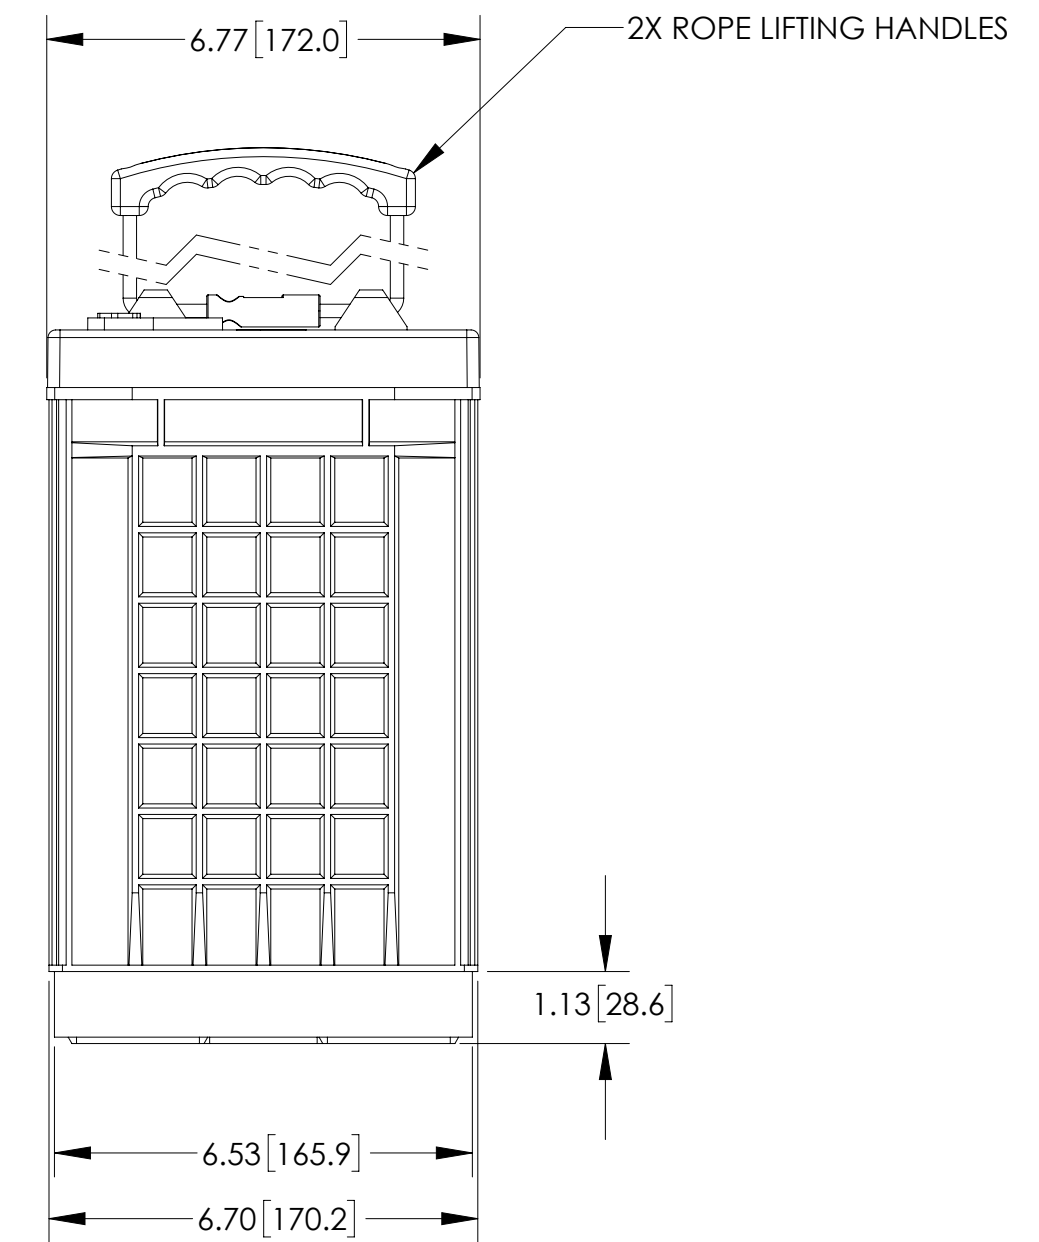 2X ROPE LIFTING HANDLES
6.77[172.0]
1.13[28.6]
6.53[165.9]
6.70[170.2]